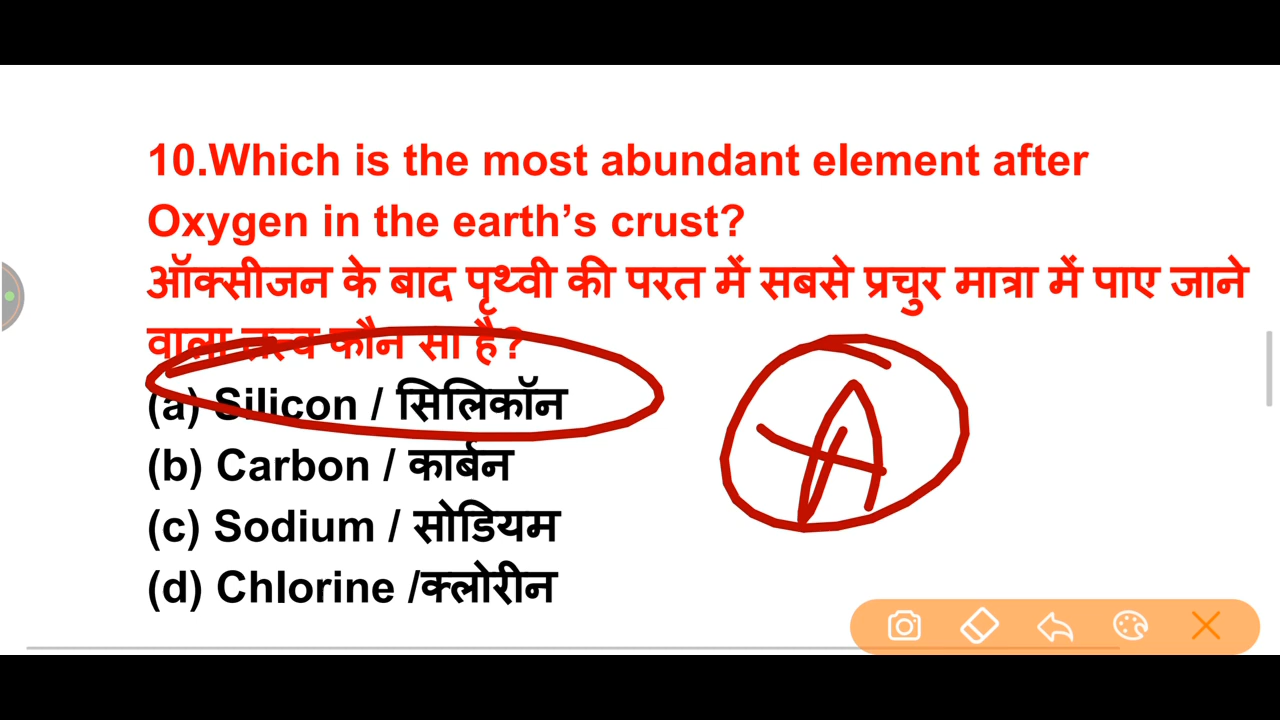 10.Which is the most abundant element after
Oxygen in the earth’s crust?
ऑक्सीजन के बाद पृथ्वी की परत में सबसे प्रचुर मात्रा में पाए जाने
वाला तत्व कौन सा है?
(a) Silicon / सिलिकॉन
A
(b) Carbon / कार्बन
(c) Sodium / सोडियम
(d) Chlorine /क्लोरीन